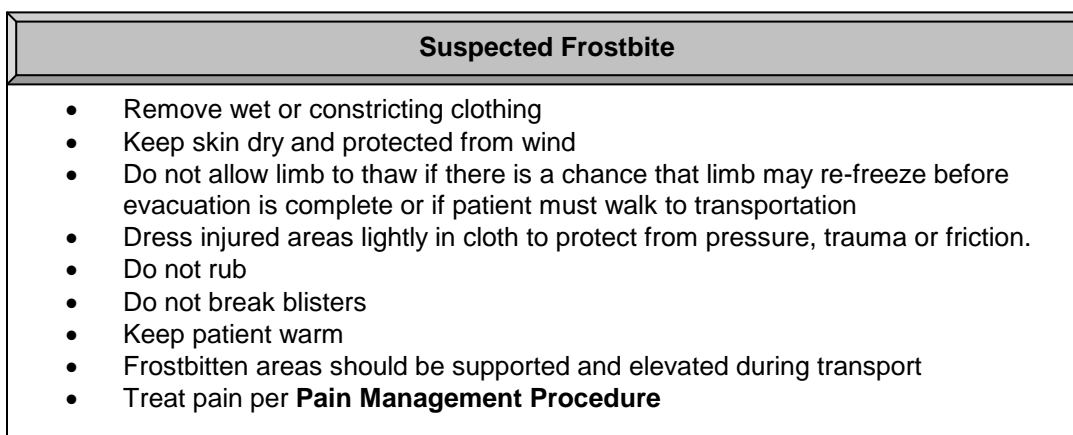 Suspected Frostbite
• Remove wet or constricting clothing
• Keep skin dry and protected from wind
• Do not allow limb to thaw if there is a chance that limb may re-freeze before
evacuation is complete or if patient must walk to transportation
• Dress injured areas lightly in cloth to protect from pressure, trauma or friction.
• Do not rub
• Do not break blisters
• Keep patient warm
• Frostbitten areas should be supported and elevated during transport
• Treat pain per Pain Management Procedure